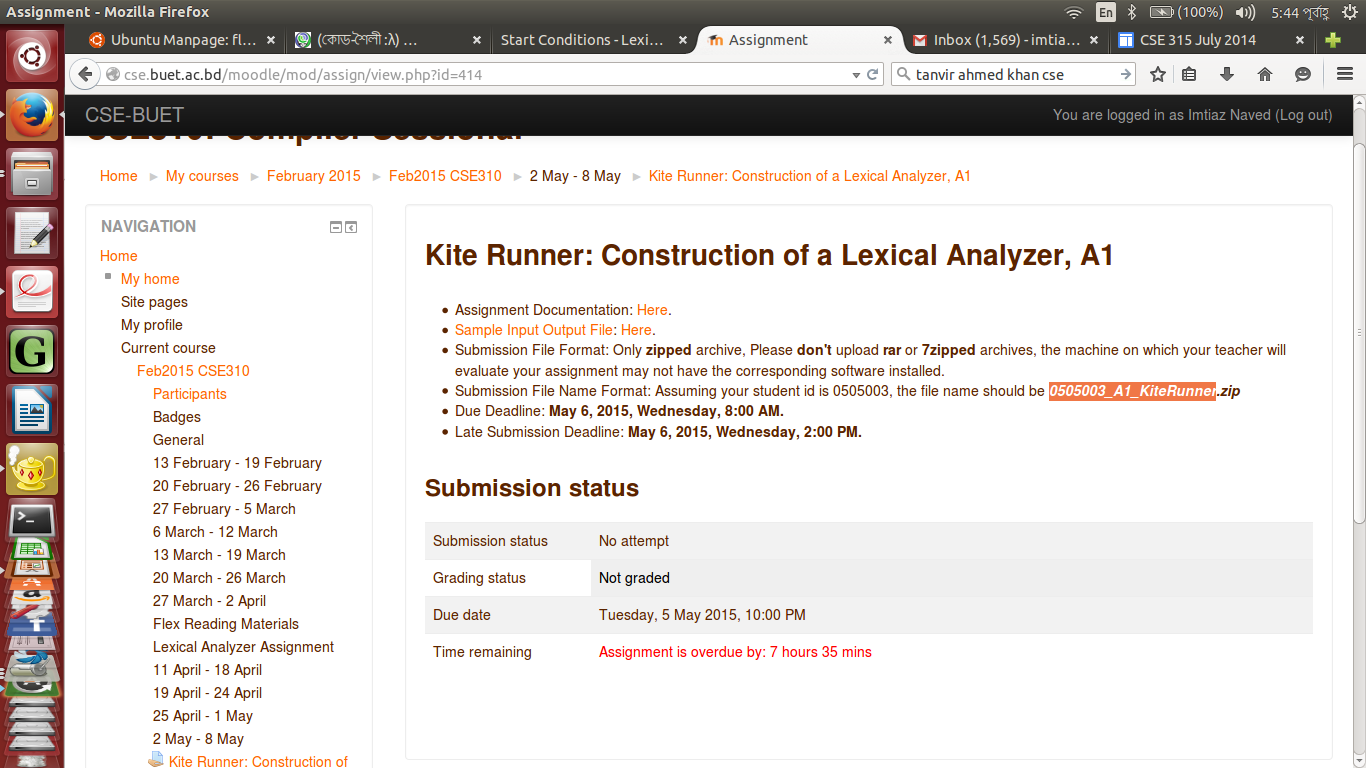 Assignment - Mozilla Firefox
En (100%) 5:44 পূর্বাহ্ণ
Ubuntu Manpage: fl... × (কোড-শৈলী :λ) ... × Start Conditions - Lexi... × Assignment × Inbox (1,569) - imtia... × CSE 315 July 2014 ×
cse.buet.ac.bd/moodle/mod/assign/view.php?id=414 tanvir ahmed khan cse
CSE-BUET You are logged in as Imtiaz Naved (Log out)
Home ► My courses ► February 2015 ► Feb2015 CSE310 ► 2 May - 8 May ► Kite Runner: Construction of a Lexical Analyzer, A1
NAVIGATION
Home
My home
Site pages
My profile
Current course
Feb2015 CSE310
Participants
Badges
General
13 February - 19 February
20 February - 26 February
27 February - 5 March
6 March - 12 March
13 March - 19 March
20 March - 26 March
27 March - 2 April
Flex Reading Materials
Lexical Analyzer Assignment
11 April - 18 April
19 April - 24 April
25 April - 1 May
2 May - 8 May
Kite Runner: Construction of
Kite Runner: Construction of a Lexical Analyzer, A1
• Assignment Documentation: Here.
• Sample Input Output File: Here.
• Submission File Format: Only zipped archive, Please don't upload rar or 7zipped archives, the machine on which your teacher will
evaluate your assignment may not have the corresponding software installed.
• Submission File Name Format: Assuming your student id is 0505003, the file name should be 0505003_A1_KiteRunner.zip
• Due Deadline: May 6, 2015, Wednesday, 8:00 AM.
• Late Submission Deadline: May 6, 2015, Wednesday, 2:00 PM.
Submission status
Submission status No attempt
Grading status Not graded
Due date Tuesday, 5 May 2015, 10:00 PM
Time remaining Assignment is overdue by: 7 hours 35 mins